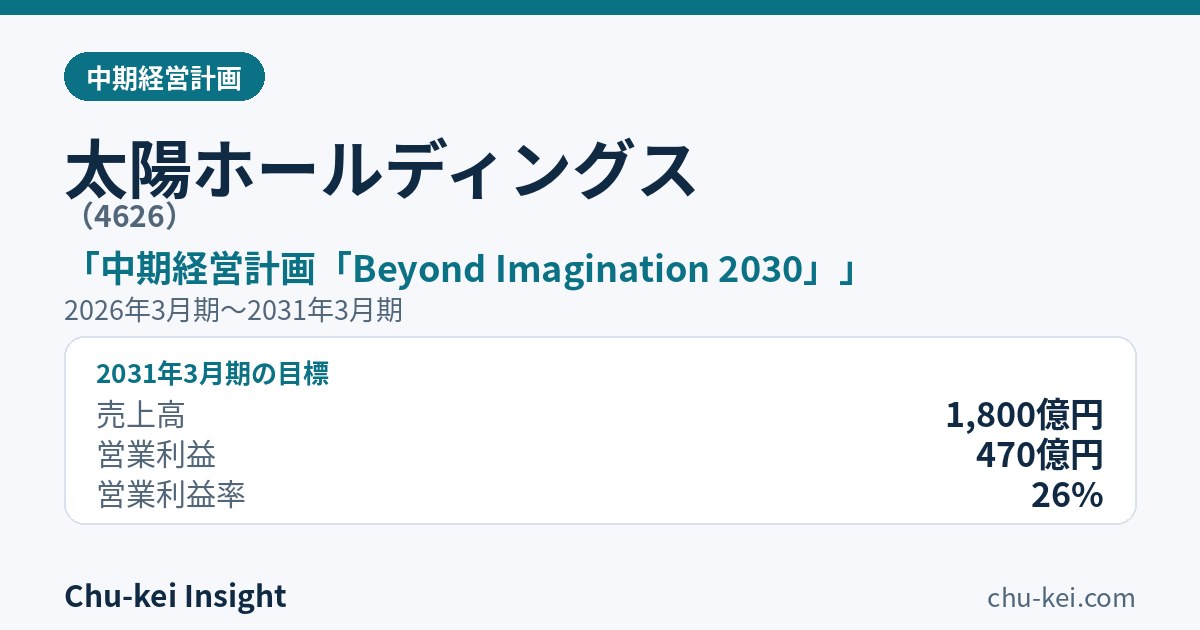 中期経営計画
太陽ホールディングス
（4626）
「中期経営計画「Beyond Imagination 2030」」
2026年3月期～2031年3月期
2031年3月期の目標
売上高 1,800億円
営業利益 470億円
営業利益率 26%
Chu-kei Insight chu-kei.com